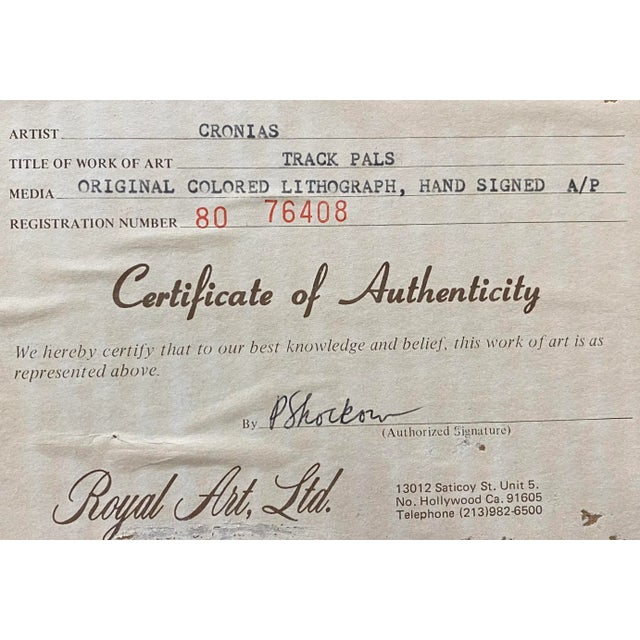 ARTIST CRONIAS
TITLE OF WORK OF ART TRACK PALS
MEDIA ORIGINAL COLORED LITHOGRAPH, HAND SIGNED A/P
REGISTRATION NUMBER 80 76408
Certificate of Authenticity
We hereby certify that to our best knowledge and belief, this work of art is as
represented above.
By
(Authorized Signature)
Royal Art, Ltd.
13012 Saticoy St. Unit 5.
No. Hollywood Ca. 91605
Telephone (213)982-6500